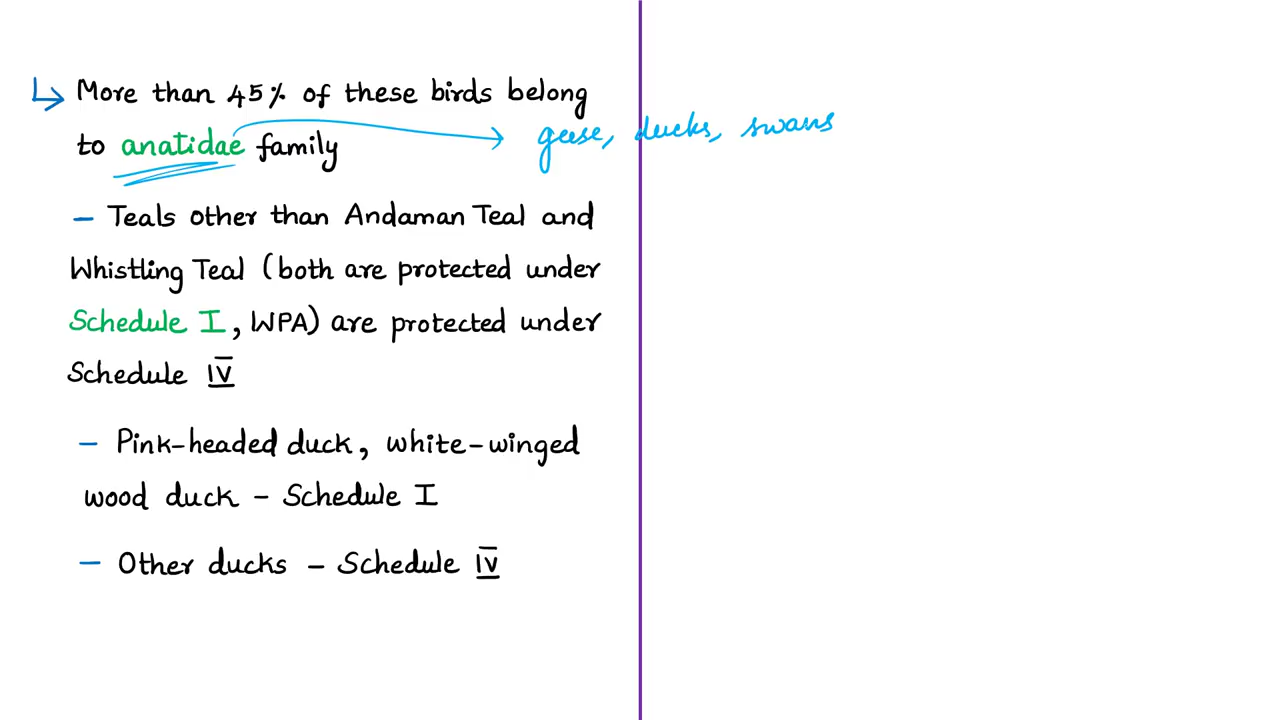 ↳ More than 45% of these birds belong
to anatidae family → geese, ducks, swans
- Teals other than Andaman Teal and
Whistling Teal (both are protected under
Schedule I, WPA) are protected under
Schedule IV
- Pink-headed duck, white-winged
wood duck - Schedule I
- Other ducks - Schedule IV